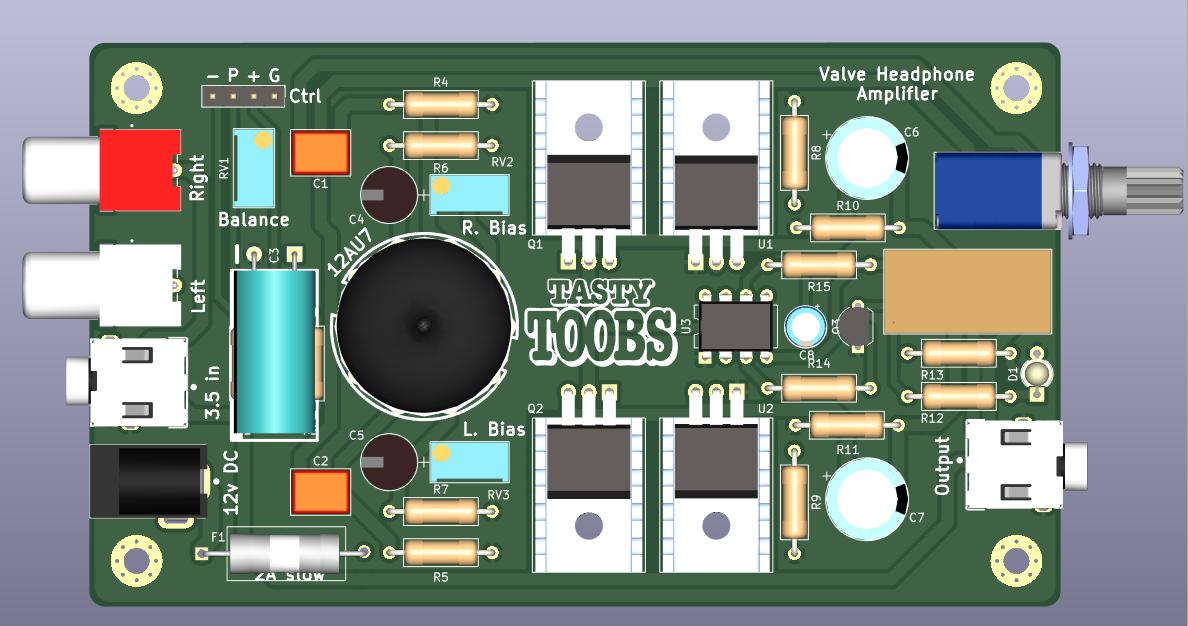 - P + G
Ctrl
Valve Headphone
Amplifier
R4
R6
RV2
RV1
C1
C4
R. Bias
Right
Balance
C3
12AU7
Left
3.5 in
12v DC
F1
2A slow
C2
C5
L. Bias
R7
RV3
R5
Q1
U1
TASTY
TOOBS
Q2
U2
U3
R8
C6
R10
R15
C8
R14
R13
D1
R12
R11
R9
C7
Output